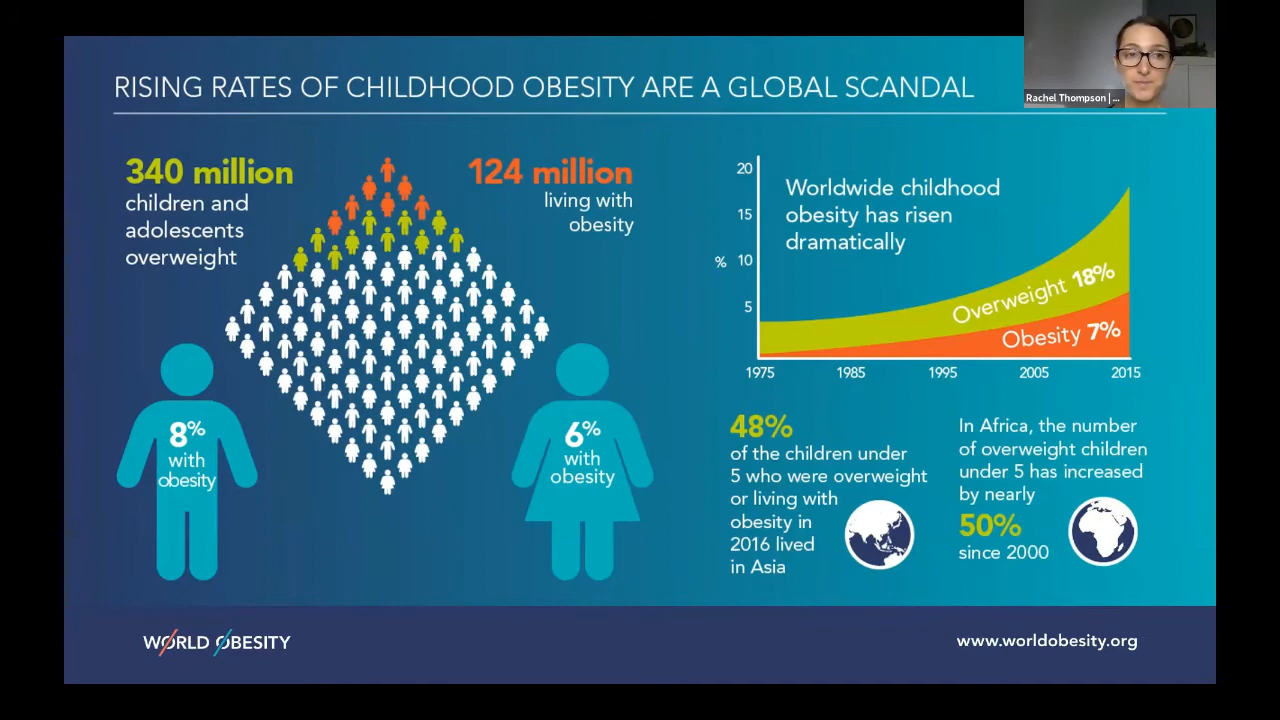 RISING RATES OF CHILDHOOD OBESITY ARE A GLOBAL SCANDAL
Rachel Thompson | ...
340 million
children and
adolescents
overweight
124 million
living with
obesity
8%
with
obesity
6%
with
obesity
Worldwide childhood
obesity has risen
dramatically
20
15
% 10
5
Overweight 18%
Obesity 7%
1975 1985 1995 2005 2015
48%
of the children under
5 who were overweight
or living with
obesity in
2016 lived
in Asia
In Africa, the number
of overweight children
under 5 has increased
by nearly
50%
since 2000
WORLD OBESITY
www.worldobesity.org